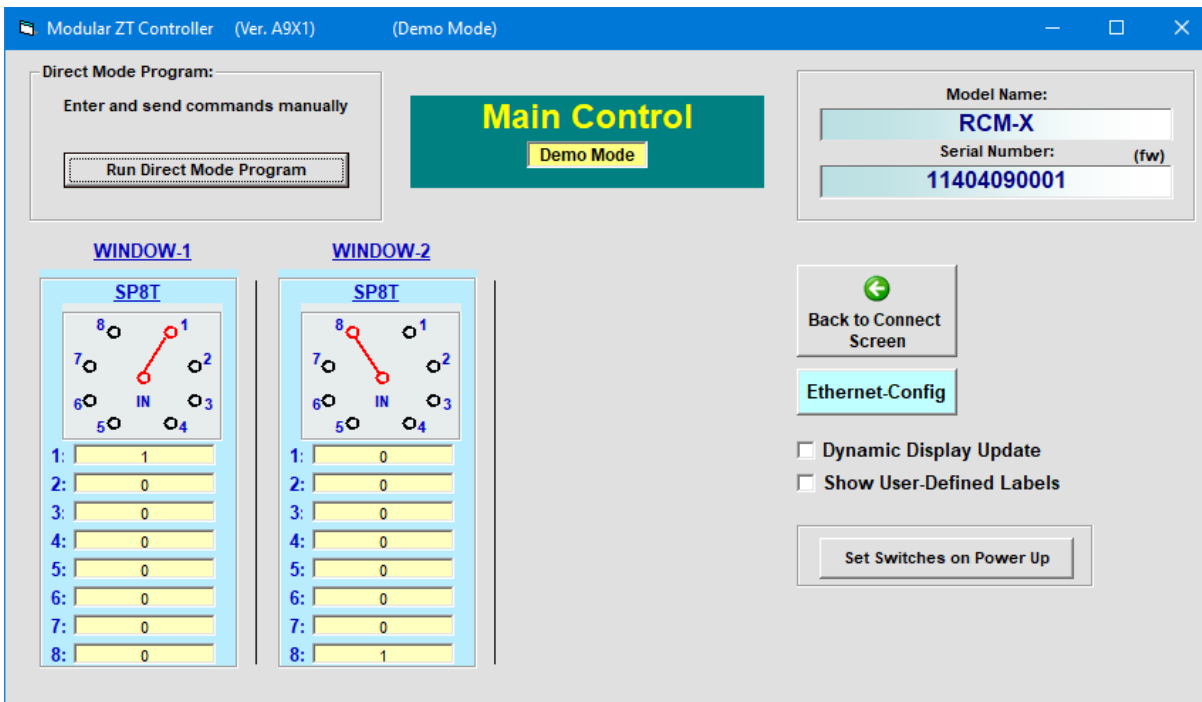 Modular ZT Controller (Ver. A9X1) (Demo Mode)
Direct Mode Program:
Enter and send commands manually
Run Direct Mode Program
Main Control
Demo Mode
Model Name:
RCM-X
Serial Number: (fw)
11404090001
WINDOW-1
SP8T
8 1
7 2
6 IN 3
5 4
1: 1
2: 0
3: 0
4: 0
5: 0
6: 0
7: 0
8: 0
WINDOW-2
SP8T
8 1
7 2
6 IN 3
5 4
1: 0
2: 0
3: 0
4: 0
5: 0
6: 0
7: 0
8: 1
Back to Connect
Screen
Ethernet-Config
Dynamic Display Update
Show User-Defined Labels
Set Switches on Power Up